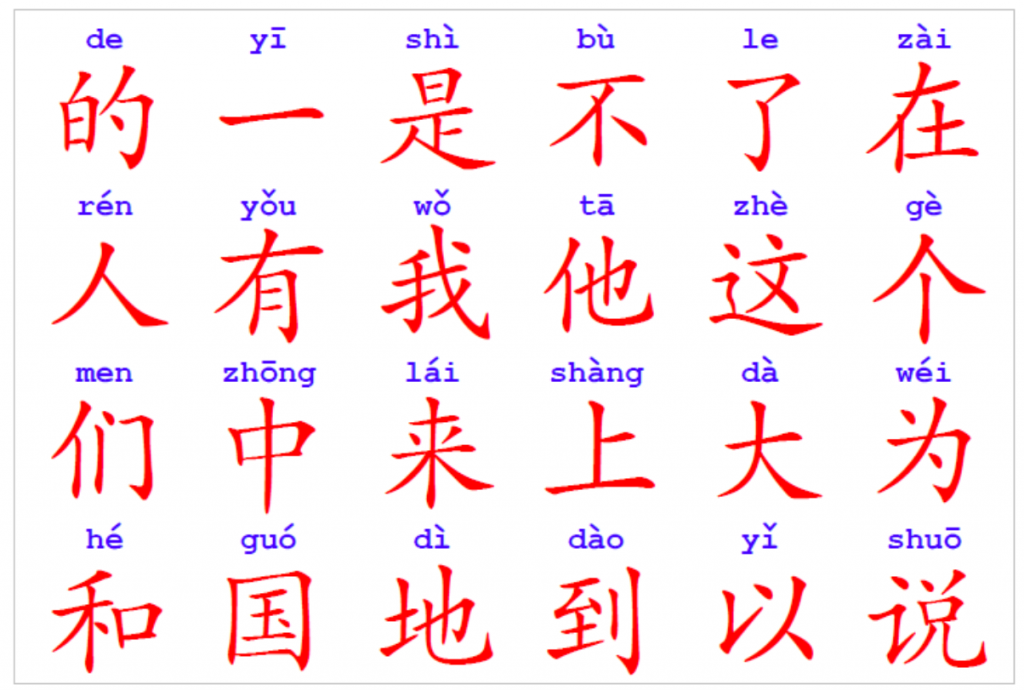 de yī shì bù le zài
的 一 是 不 了 在
rén yǒu wǒ tā zhè gè
人 有 我 他 这 个
men zhōng lái shàng dà wéi
们 中 来 上 大 为
hé guó dì dào yǐ shuō
和 国 地 到 以 说